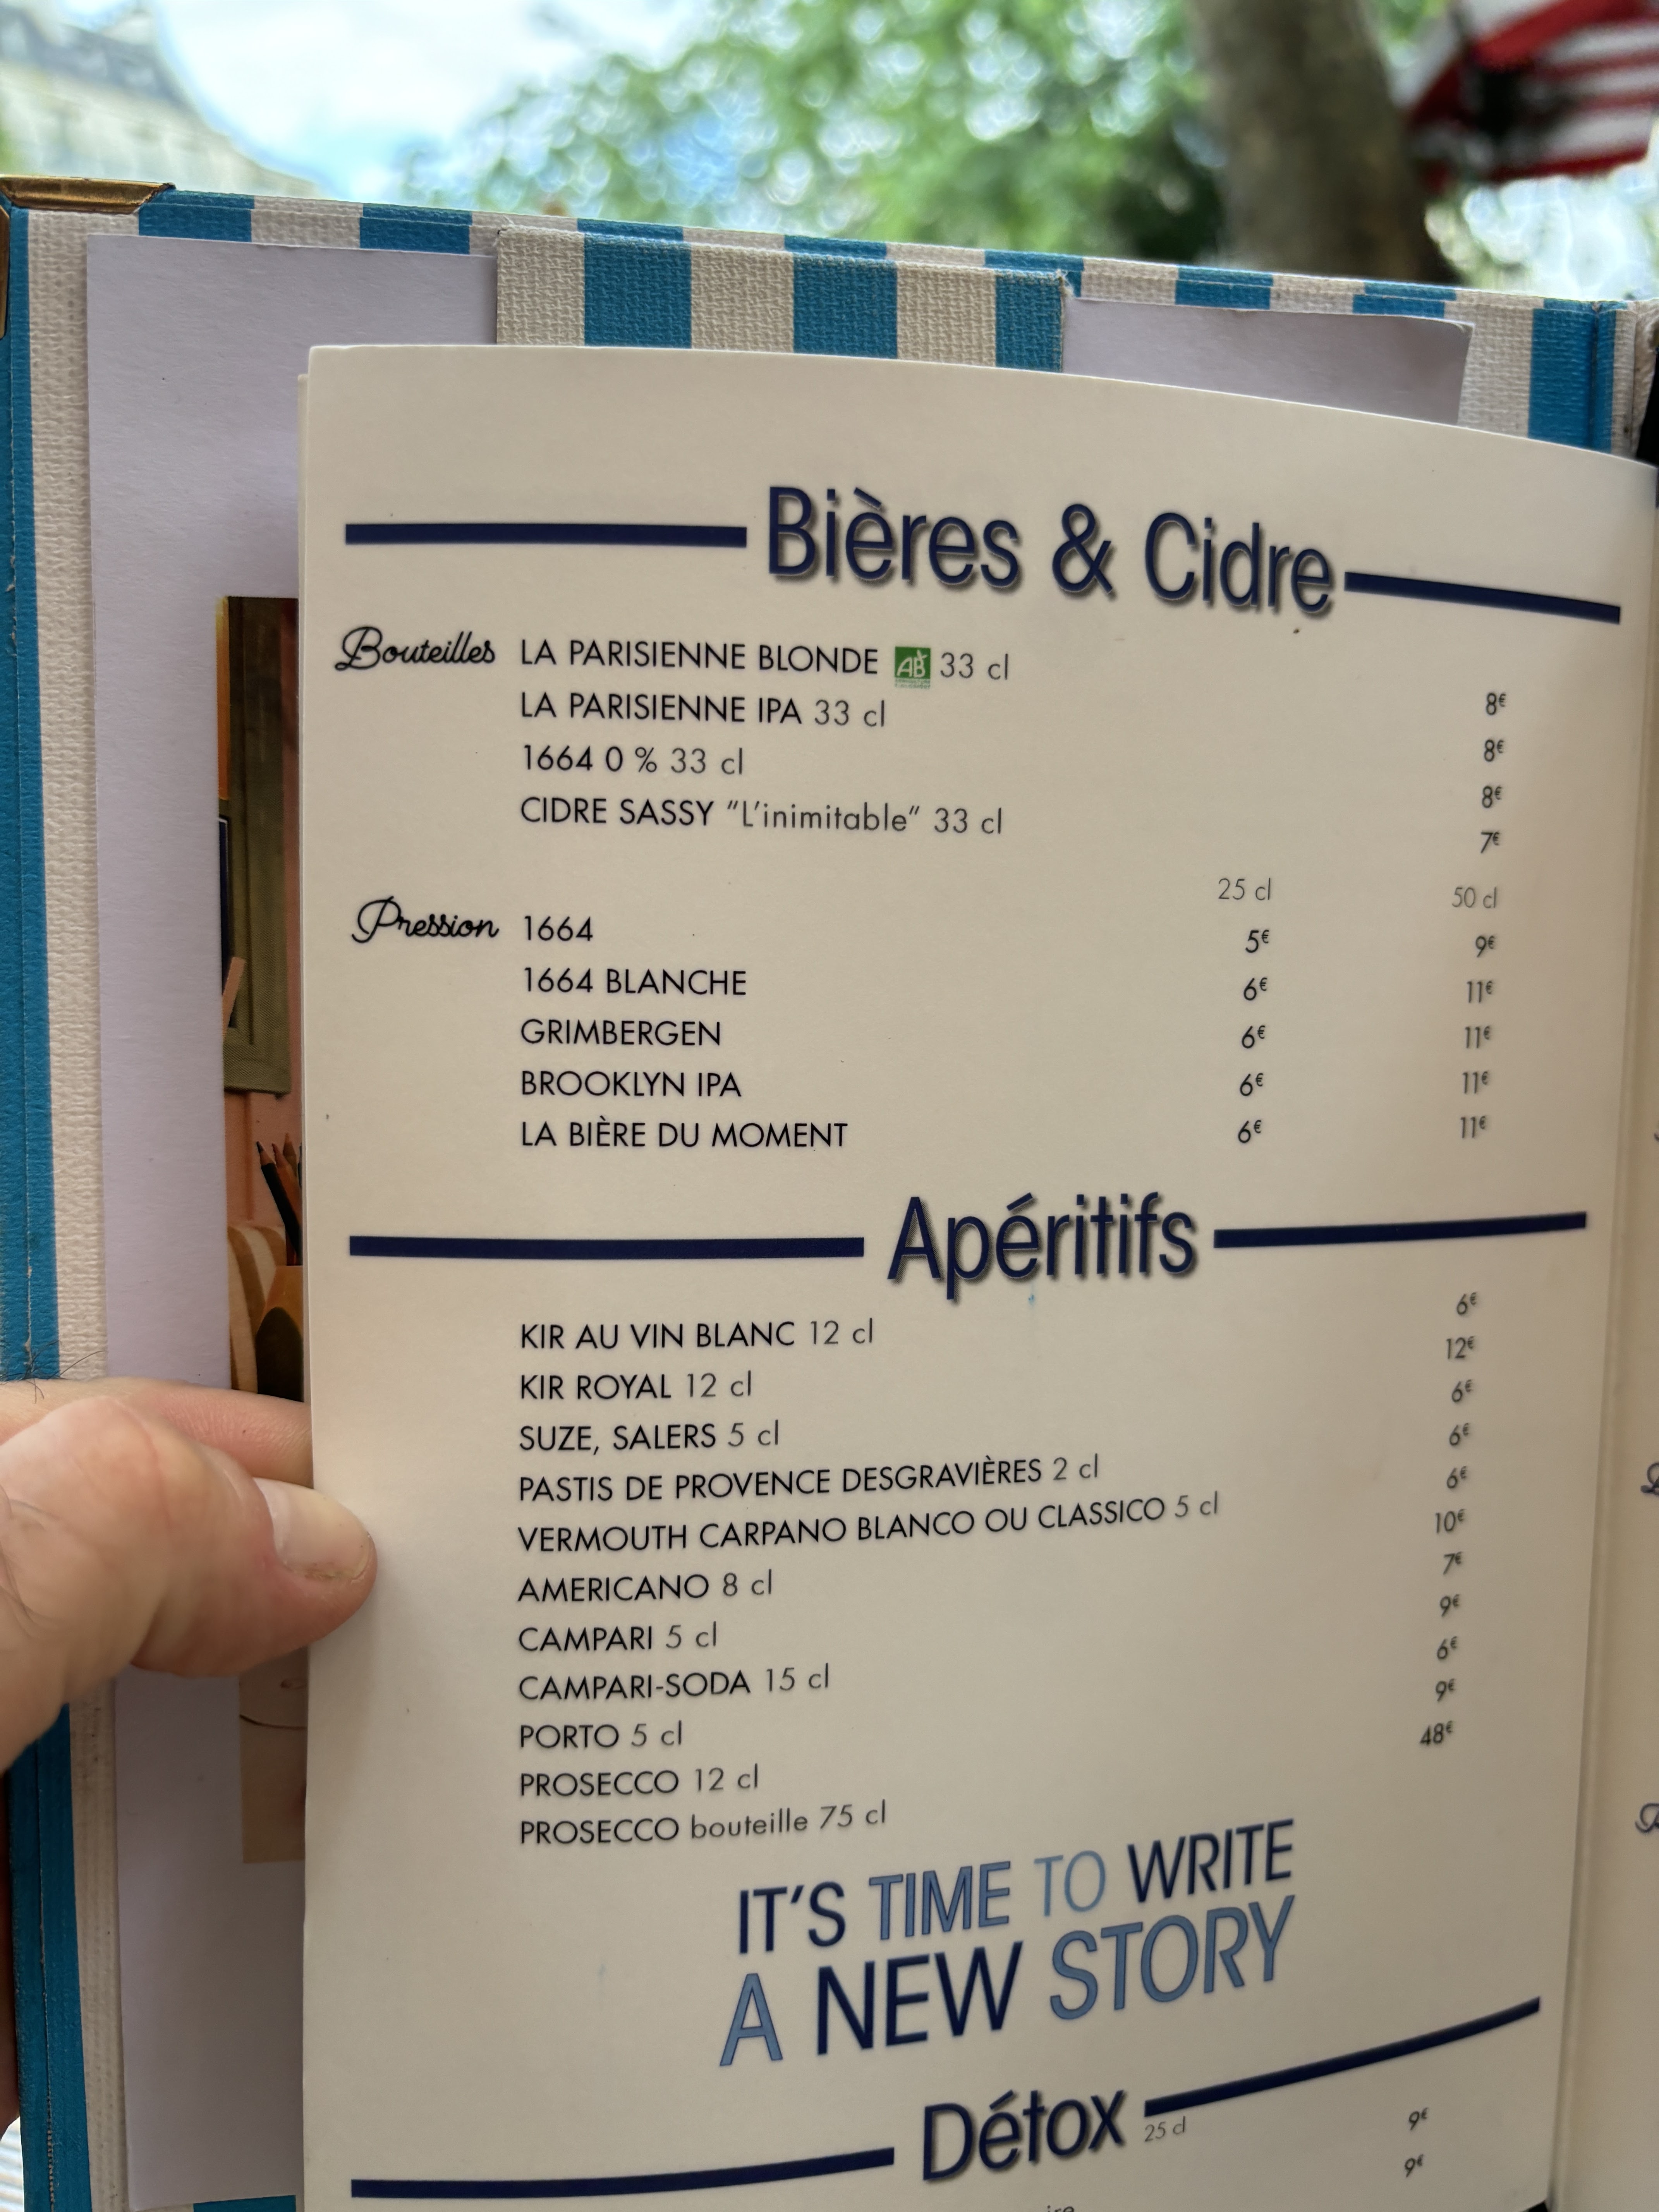 Bières & Cidre
Bouteilles LA PARISIENNE BLONDE AB 33 cl 8€
LA PARISIENNE IPA 33 cl 8€
1664 0 % 33 cl 8€
CIDRE SASSY "L'inimitable" 33 cl 7€
25 cl 50 cl
Pression 1664 5€ 9€
1664 BLANCHE 6€ 11€
GRIMBERGEN 6€ 11€
BROOKLYN IPA 6€ 11€
LA BIÈRE DU MOMENT 6€ 11€
Apéritifs
KIR AU VIN BLANC 12 cl 6€
KIR ROYAL 12 cl 12€
SUZE, SALERS 5 cl 6€
PASTIS DE PROVENCE DESGRAVIÈRES 2 cl 6€
VERMOUTH CARPANO BLANCO OU CLASSICO 5 cl 6€
AMERICANO 8 cl 10€
CAMPARI 5 cl 7€
CAMPARI-SODA 15 cl 9€
PORTO 5 cl 6€
PROSECCO 12 cl 9€
PROSECCO bouteille 75 cl 48€
IT'S TIME TO WRITE
A NEW STORY
Détox 25 cl
9€
9€